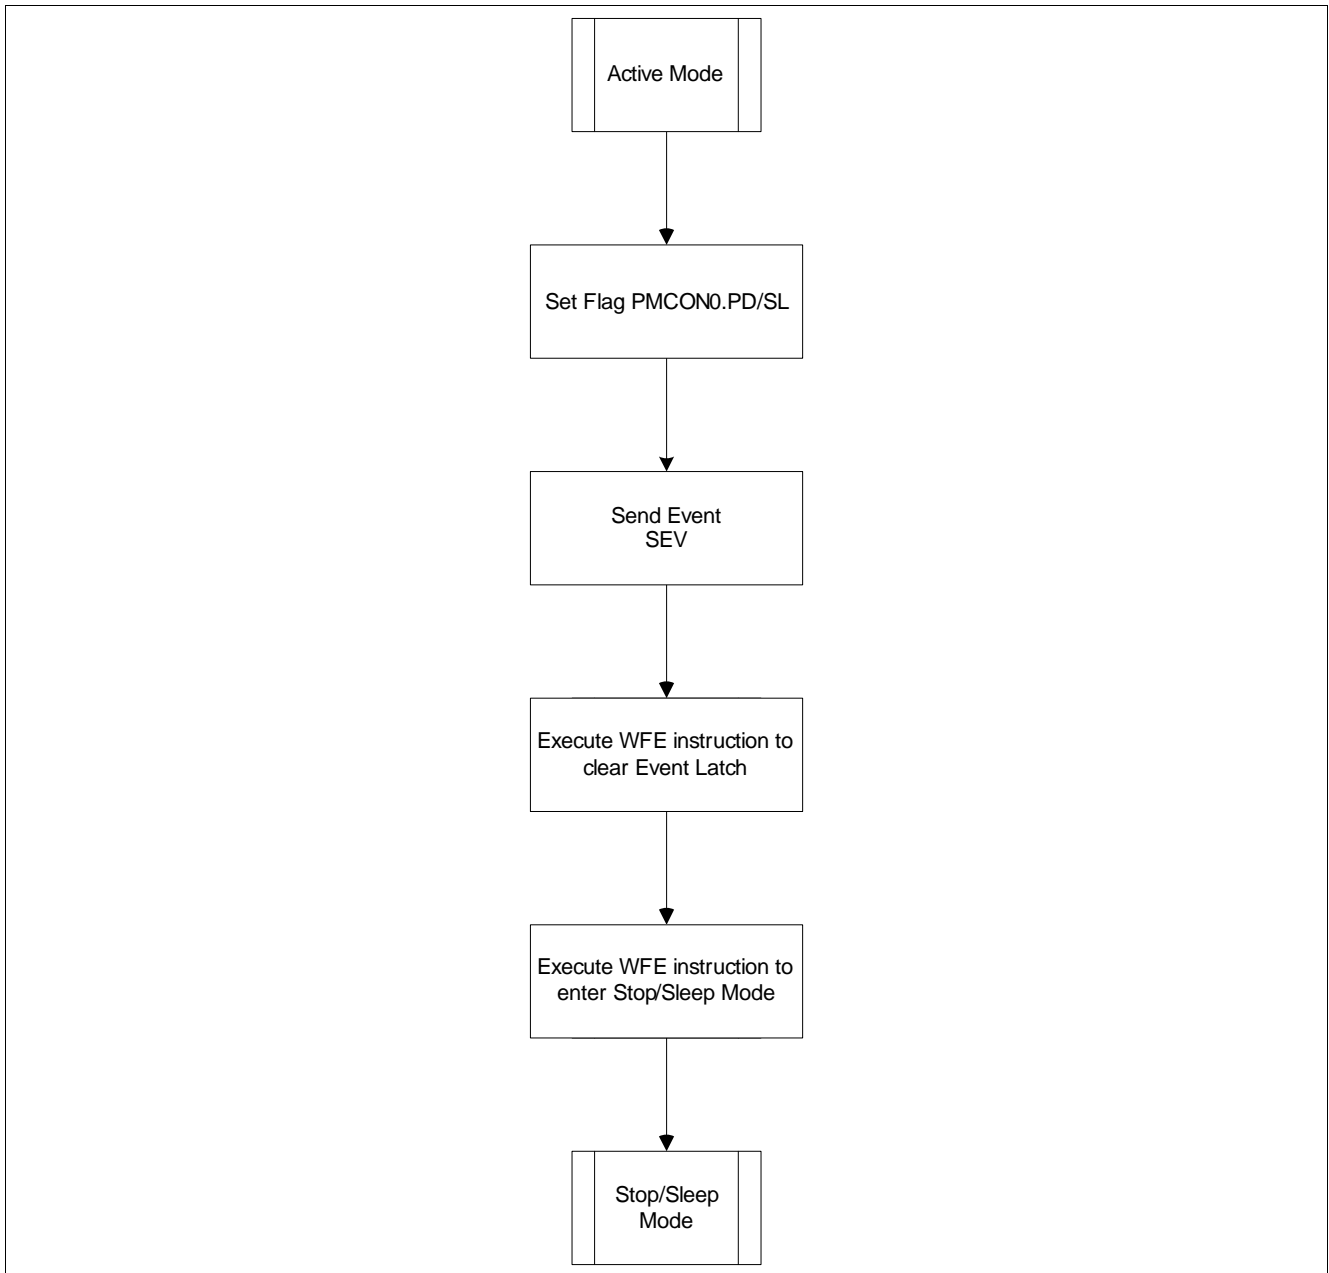 Active Mode
Set Flag PMCON0.PD/SL
Send Event
SEV
Execute WFE instruction to
clear Event Latch
Execute WFE instruction to
enter Stop/Sleep Mode
Stop/Sleep
Mode